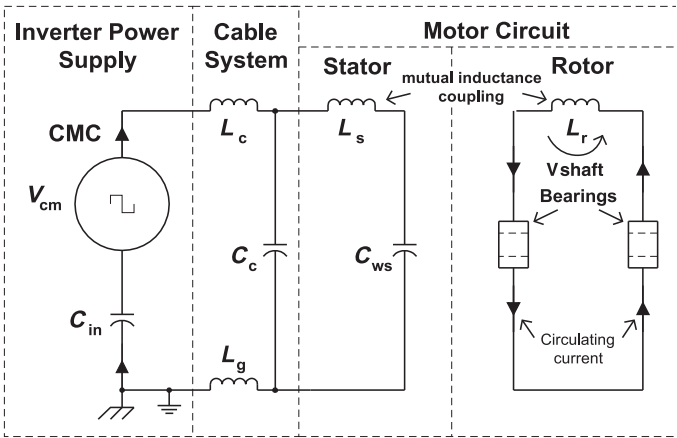 Inverter Power
Supply
Cable
System
Motor Circuit
Stator
mutual inductance
coupling
Rotor
CMC
Lc
Ls
Lr
Vshaft
Bearings
Vcm
Cc
Cws
Cin
Circulating
current
Lg